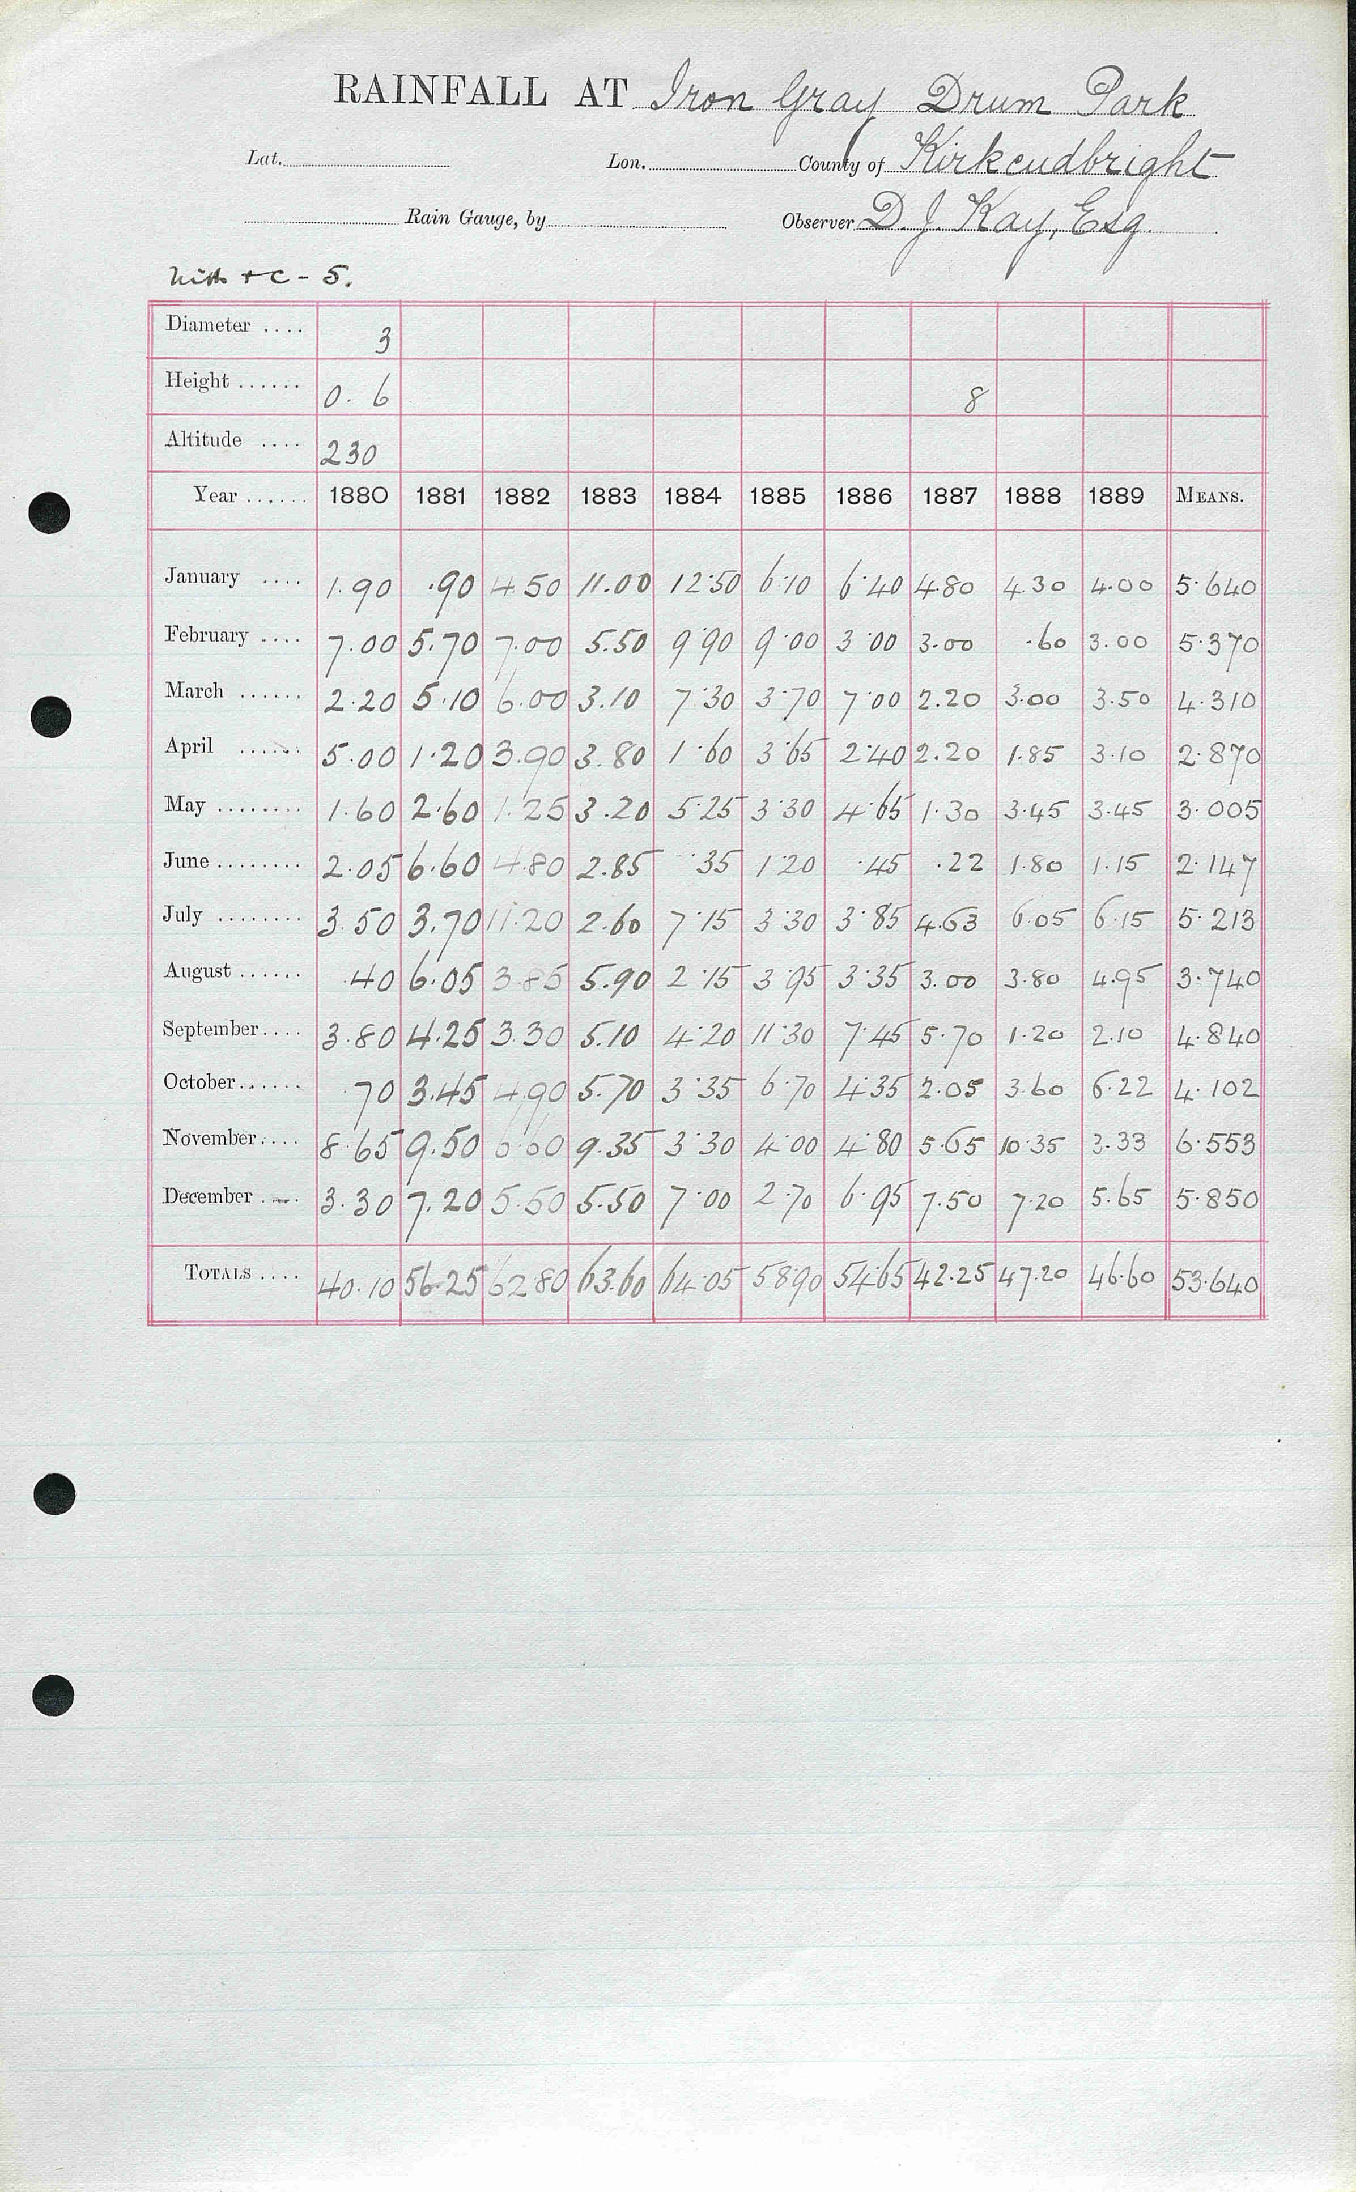 RAINFALL AT Iron Gray Drum Park
Lat. Lon. County of Kirkcudbright
Rain Gauge, by Observer D. J. Kay, Esq.
Nith + C - 5.
Diameter .... 3
Height ...... 0. 6 8
Altitude .... 230
Year ...... 1880 1881 1882 1883 1884 1885 1886 1887 1888 1889 MEANS.
January .... 1.90 .90 4.50 11.00 12.50 6.10 6.40 4.80 4.30 4.00 5.640
February .... 7.00 5.70 7.00 5.50 9.90 9.00 3.00 3.00 .60 3.00 5.370
March ...... 2.20 5.10 6.00 3.10 7.30 3.70 7.00 2.20 3.00 3.50 4.310
April ...... 5.00 1.20 3.90 3.80 1.60 3.65 2.40 2.20 1.85 3.10 2.870
May ........ 1.60 2.60 1.25 3.20 5.25 3.30 4.65 1.30 3.45 3.45 3.005
June ........ 2.05 6.60 4.80 2.85 .35 1.20 .45 .22 1.80 1.15 2.147
July ........ 3.50 3.70 11.20 2.60 7.15 3.30 3.85 4.63 6.05 6.15 5.213
August ...... .40 6.05 3.85 5.90 2.15 3.95 3.35 3.00 3.80 4.95 3.740
September.... 3.80 4.25 3.30 5.10 4.20 11.30 7.45 5.70 1.20 2.10 4.840
October...... 70 3.45 4.90 5.70 3.35 6.70 4.35 2.05 3.60 6.22 4.102
November.... 8.65 9.50 6.60 9.35 3.30 4.00 4.80 5.65 10.35 3.33 6.553
December .... 3.30 7.20 5.50 5.50 7.00 2.70 6.95 7.50 7.20 5.65 5.850
TOTALS .... 40.10 56.25 62.80 63.60 64.05 58.90 54.65 42.25 47.20 46.60 53.640